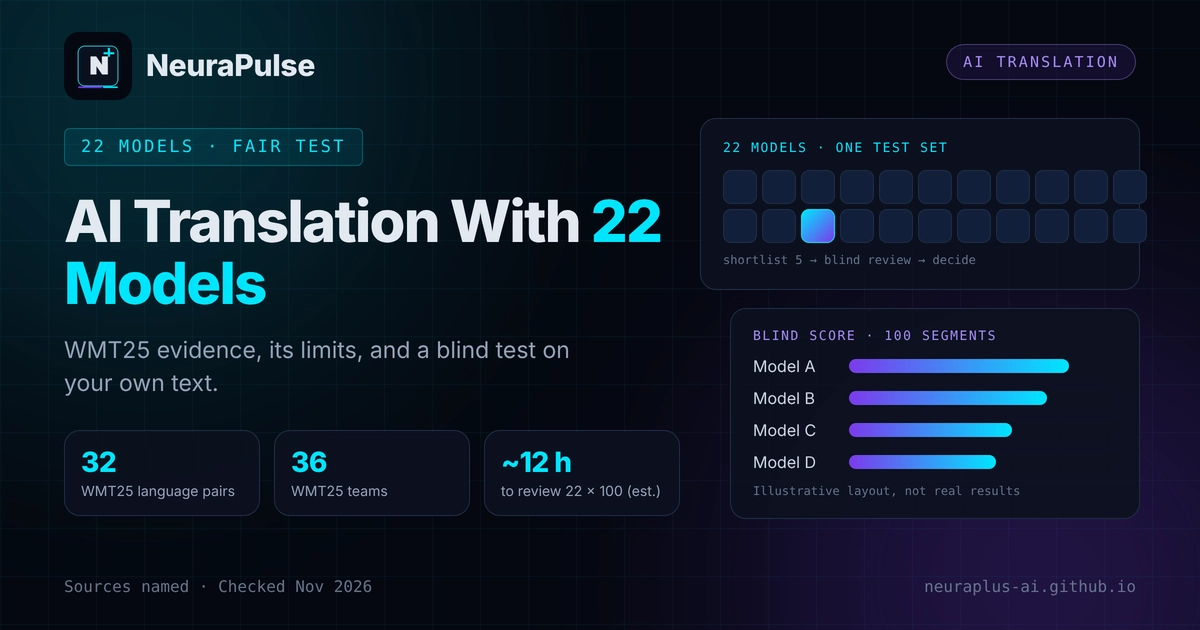 N+
NeuraPulse
AI TRANSLATION
22 MODELS · FAIR TEST
AI Translation With 22
Models
WMT25 evidence, its limits, and a blind test on
your own text.
32
WMT25 language pairs
36
WMT25 teams
~12 h
to review 22 × 100 (est.)
22 MODELS · ONE TEST SET
shortlist 5 → blind review → decide
BLIND SCORE · 100 SEGMENTS
Model A
Model B
Model C
Model D
Illustrative layout, not real results
Sources named · Checked Nov 2026
neuraplus-ai.github.io